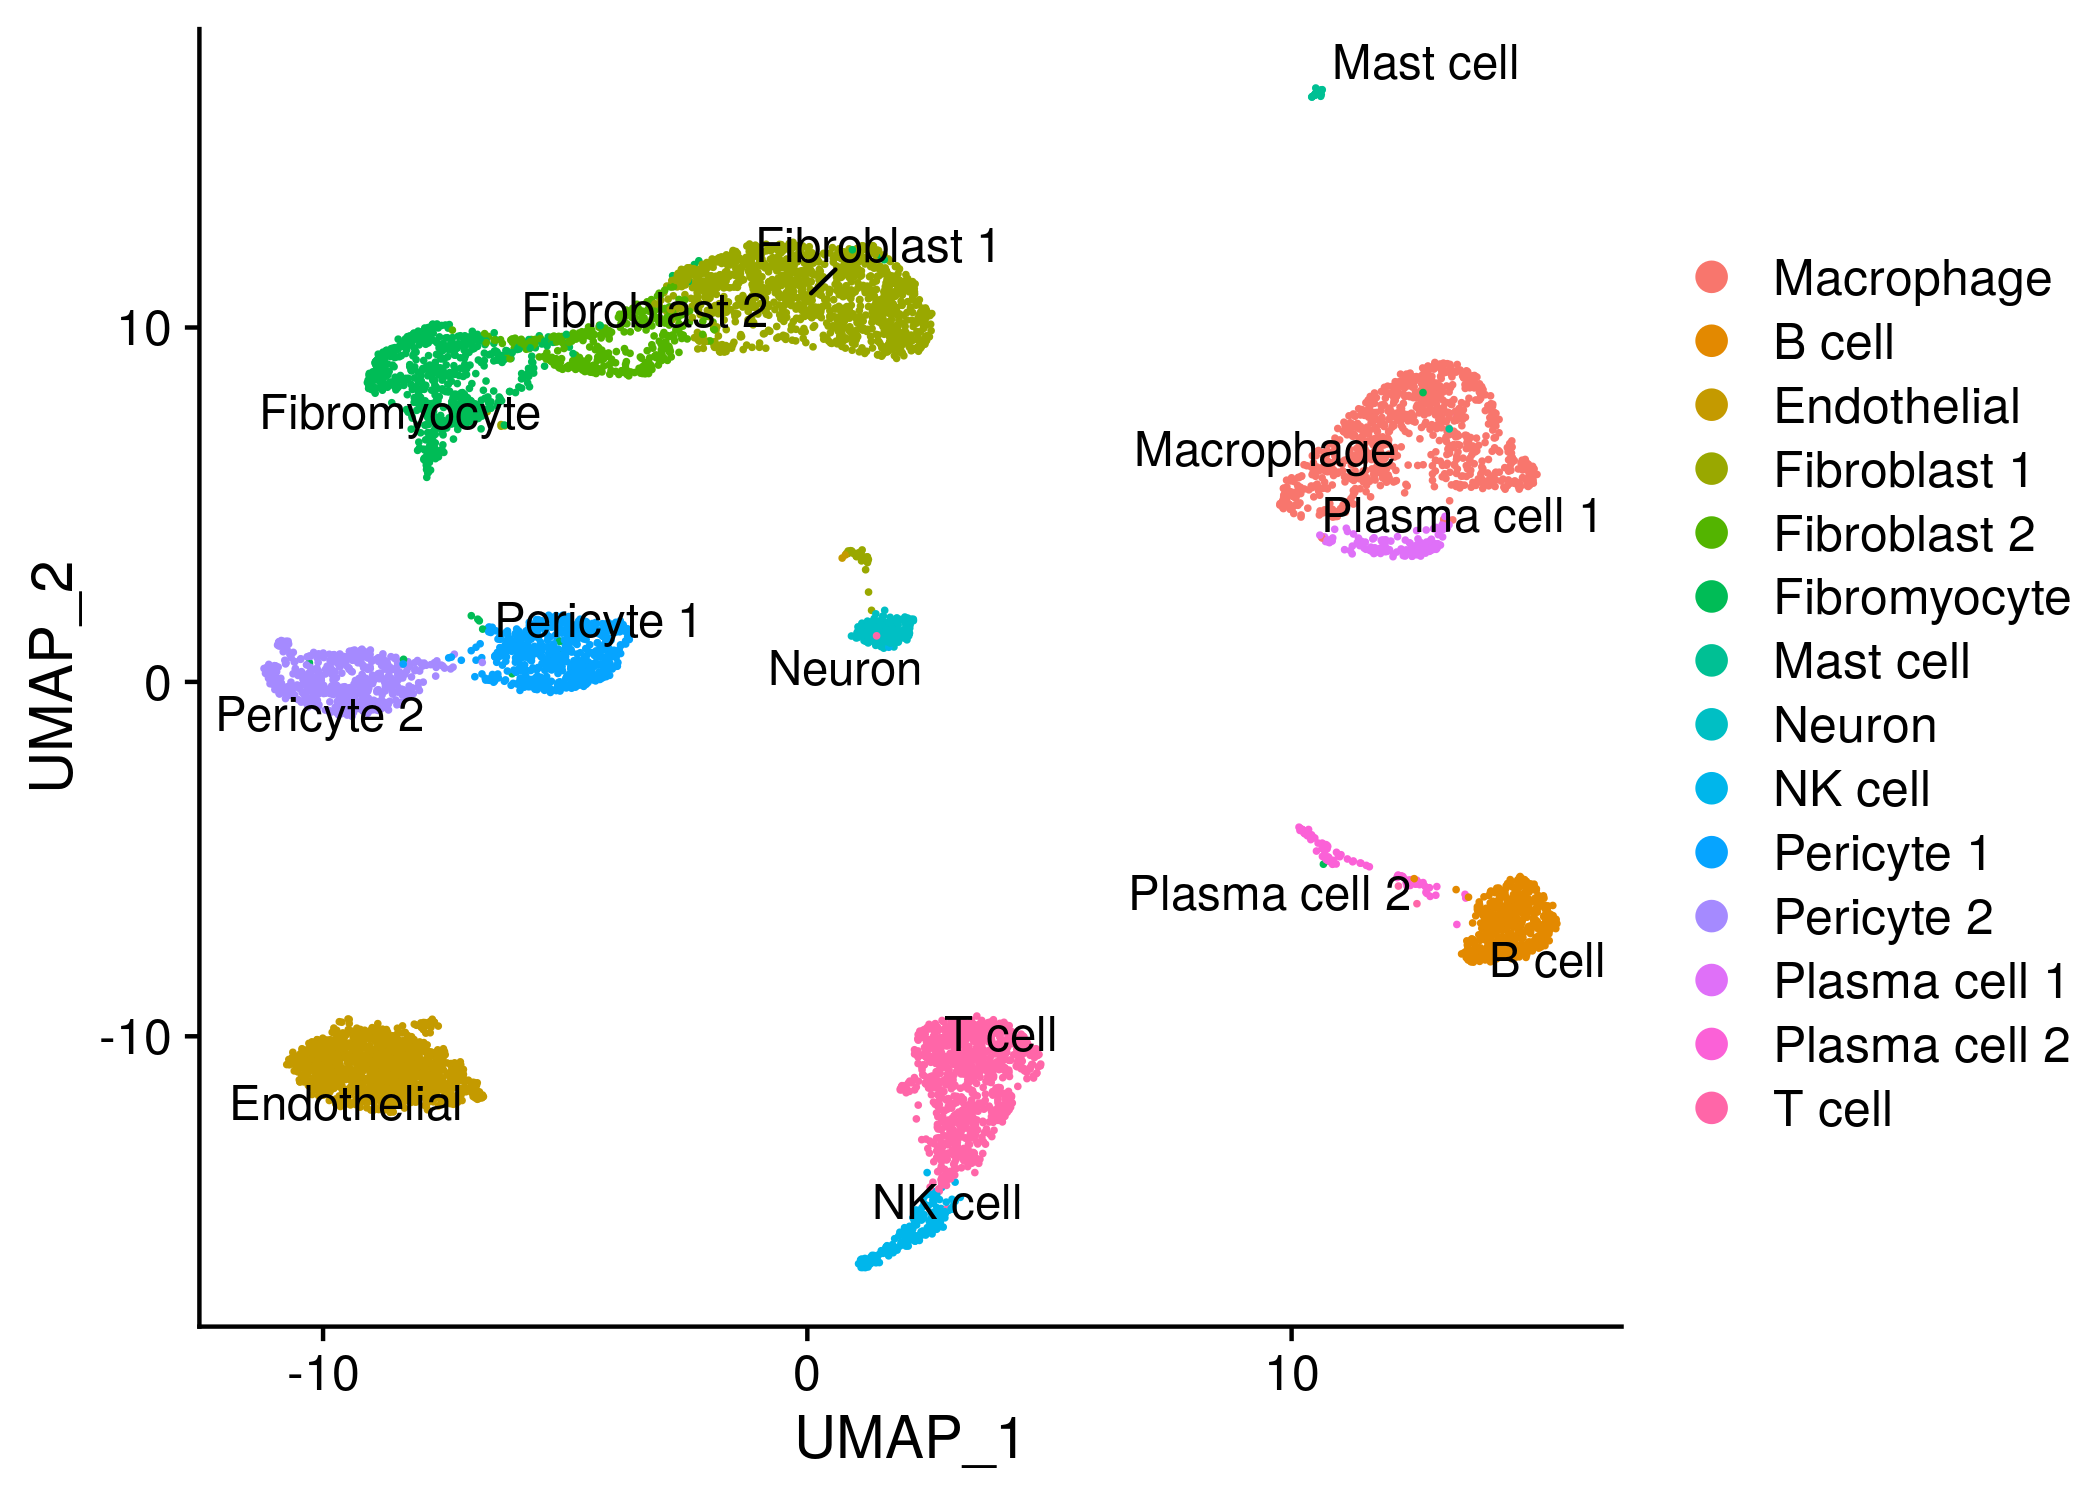 Mast cell
Fibroblast 1
Fibroblast 2
Fibromyocyte
Macrophage
Plasma cell 1
Pericyte 1
Neuron
Pericyte 2
Plasma cell 2
B cell
T cell
Endothelial
NK cell
10
0
-10
UMAP_2
-10
0
10
UMAP_1
Macrophage
B cell
Endothelial
Fibroblast 1
Fibroblast 2
Fibromyocyte
Mast cell
Neuron
NK cell
Pericyte 1
Pericyte 2
Plasma cell 1
Plasma cell 2
T cell